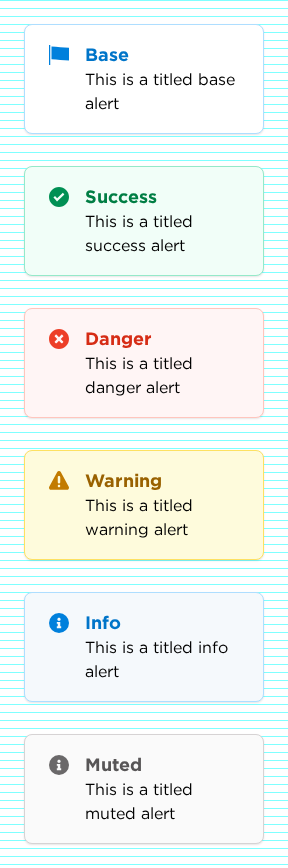 Base
This is a titled base
alert
Success
This is a titled
success alert
Danger
This is a titled
danger alert
Warning
This is a titled
warning alert
Info
This is a titled info
alert
Muted
This is a titled
muted alert